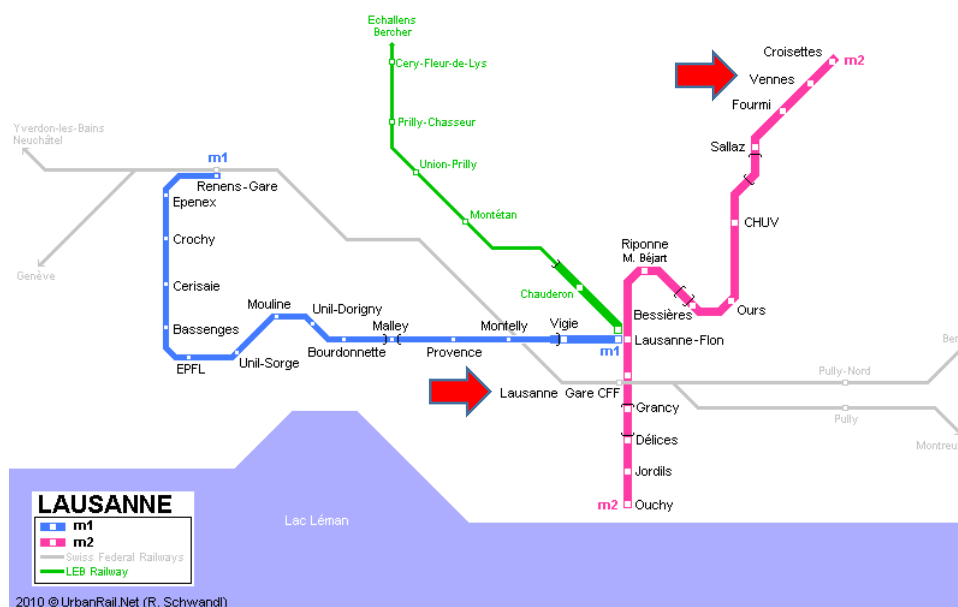 Echallens
Bercher
Cery-Fleur-de-Lys
Prilly-Chasseur
Union-Prilly
Montétan
Chauderon
Croisettes
m2
Vennes
Fourmi
Sallaz
CHUV
Ours
Bessières
Riponne
M. Béjart
Lausanne-Flon
Yverdon-les-Bains
Neuchâtel
Genève
m1
Renens-Gare
Epenex
Crochy
Cerisaie
Bassenges
EPFL
Unil-Sorge
Mouline
Unil-Dorigny
Bourdonnette
Malley
Provence
Montelly
Vigie
m1
Lausanne Gare CFF
Grancy
Délices
Jordils
m2 Ouchy
Pully-Nord
Ber
Pully
Montreux
Lac Léman
LAUSANNE
m1
m2
Swiss Federal Railways
LEB Railway
2010 © UrbanRail.Net (R. Schwandl)